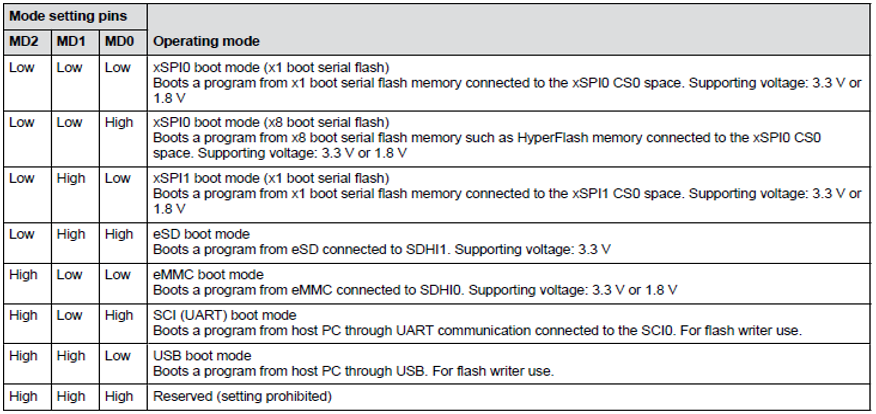 Mode setting pins
MD2 MD1 MD0 Operating mode
Low Low Low xSPI0 boot mode (x1 boot serial flash)
Boots a program from x1 boot serial flash memory connected to the xSPI0 CS0 space. Supporting voltage: 3.3 V or
1.8 V
Low Low High xSPI0 boot mode (x8 boot serial flash)
Boots a program from x8 boot serial flash memory such as HyperFlash memory connected to the xSPI0 CS0
space. Supporting voltage: 3.3 V or 1.8 V
Low High Low xSPI1 boot mode (x1 boot serial flash)
Boots a program from x1 boot serial flash memory connected to the xSPI1 CS0 space. Supporting voltage: 3.3 V or
1.8 V
Low High High eSD boot mode
Boots a program from eSD connected to SDHI1. Supporting voltage: 3.3 V
High Low Low eMMC boot mode
Boots a program from eMMC connected to SDHI0. Supporting voltage: 3.3 V or 1.8 V
High Low High SCI (UART) boot mode
Boots a program from host PC through UART communication connected to the SCI0. For flash writer use.
High High Low USB boot mode
Boots a program from host PC through USB. For flash writer use.
High High High Reserved (setting prohibited)